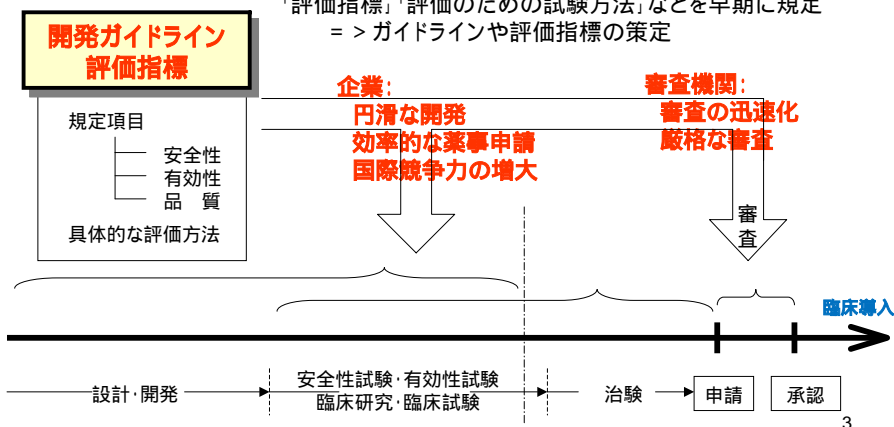 ｢評価指標｣｢評価のための試験方法｣などを早期に規定
= > ガイドラインや評価指標の策定
開発ガイドライン
評価指標
企業:
円滑な開発
効率的な薬事申請
国際競争力の増大
審査機関:
審査の迅速化
厳格な審査
規定項目
安全性
有効性
品　質
具体的な評価方法
審
査
臨床導入
設計･開発
安全性試験･有効性試験
臨床研究･臨床試験
治験
申請
承認
3